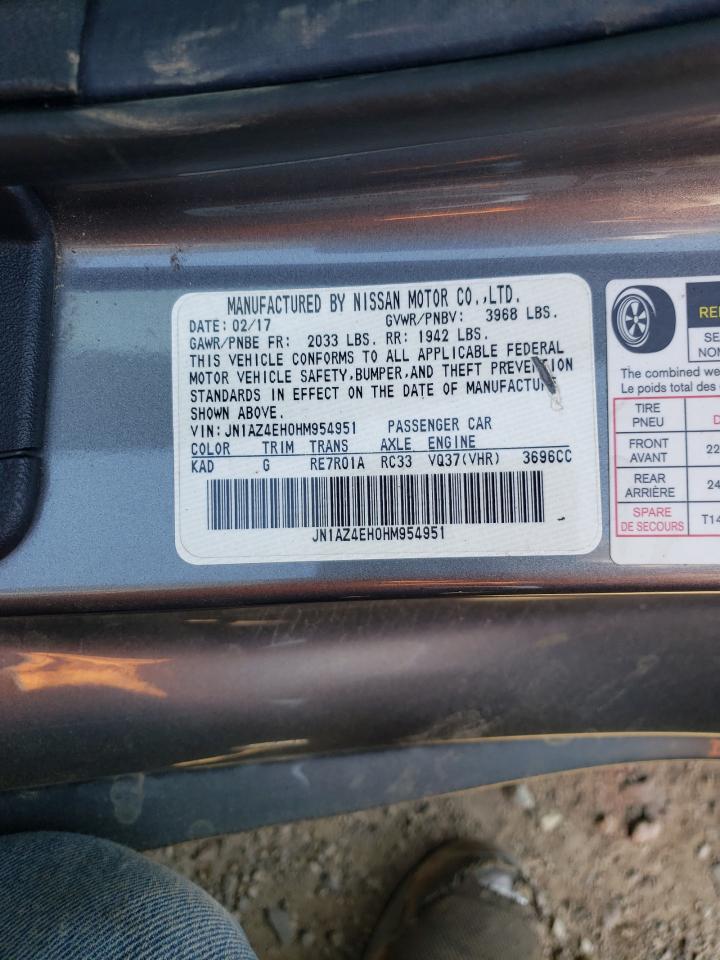 MANUFACTURED BY NISSAN MOTOR CO.,LTD.
DATE: 02/17 GVWR/PNBV: 3968 LBS.
GAWR/PNBE FR: 2033 LBS. RR: 1942 LBS.
THIS VEHICLE CONFORMS TO ALL APPLICABLE FEDERAL
MOTOR VEHICLE SAFETY,BUMPER,AND THEFT PREVENTION
STANDARDS IN EFFECT ON THE DATE OF MANUFACTURE
SHOWN ABOVE.
VIN: JN1AZ4EH0HM954951 PASSENGER CAR
COLOR TRIM TRANS AXLE ENGINE
KAD G RE7R01A RC33 VQ37(VHR) 3696CC
JN1AZ4EH0HM954951
The combined
Le poids total des
TIRE
PNEU
FRONT
AVANT
22
REAR
ARRIÈRE
24
SPARE
DE SECOURS
T14